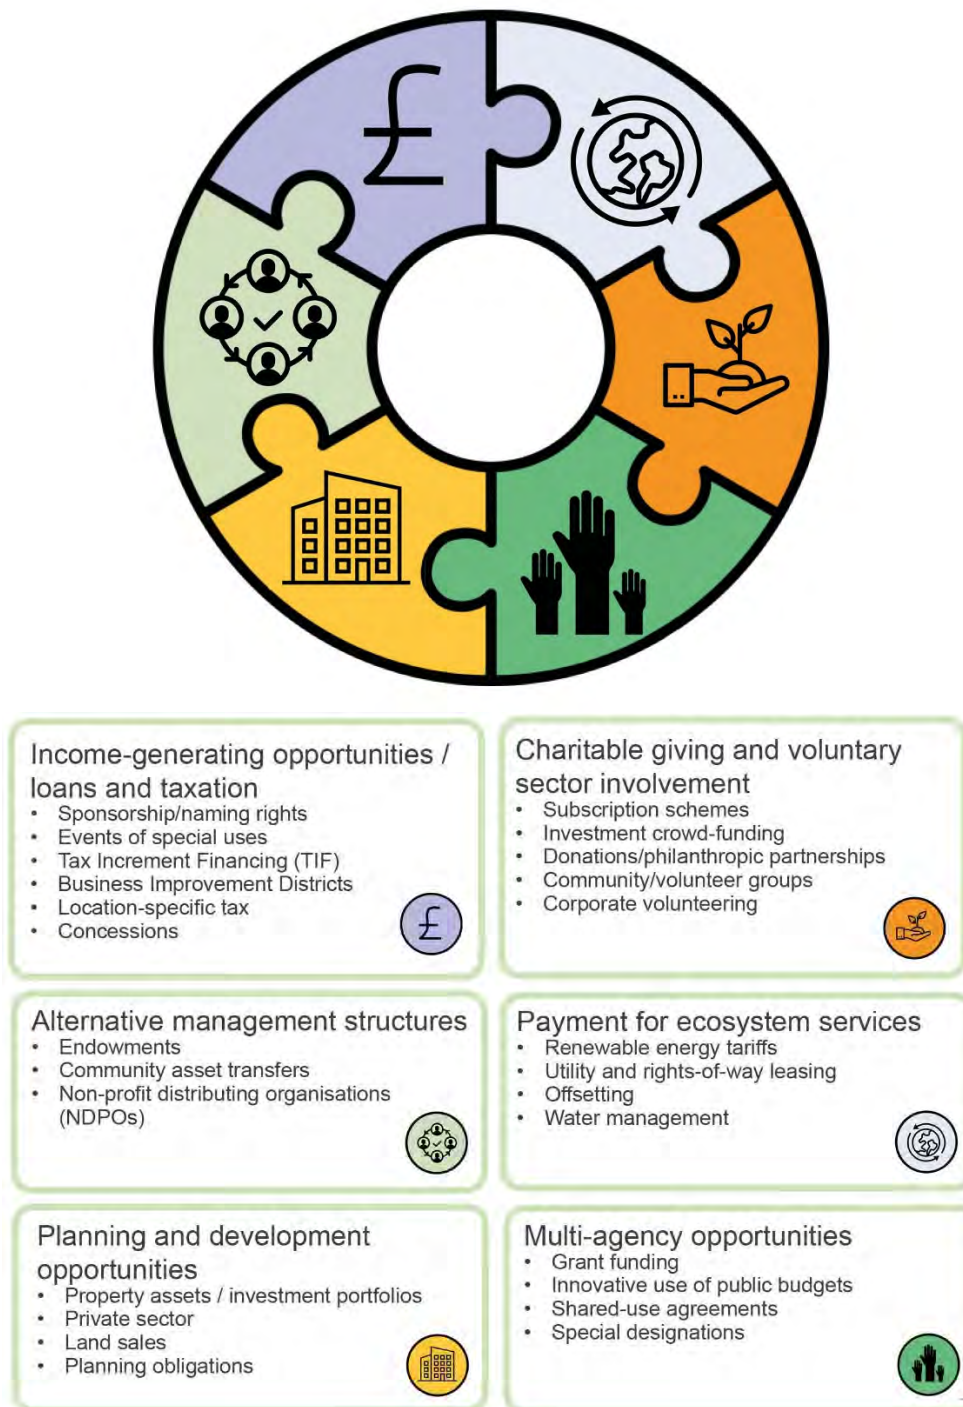 £
Income-generating opportunities /
loans and taxation
• Sponsorship/naming rights
• Events of special uses
• Tax Increment Financing (TIF)
• Business Improvement Districts
• Location-specific tax
• Concessions
£
Charitable giving and voluntary
sector involvement
• Subscription schemes
• Investment crowd-funding
• Donations/philanthropic partnerships
• Community/volunteer groups
• Corporate volunteering
Alternative management structures
• Endowments
• Community asset transfers
• Non-profit distributing organisations
(NDPOs)
Payment for ecosystem services
• Renewable energy tariffs
• Utility and rights-of-way leasing
• Offsetting
• Water management
Planning and development
opportunities
• Property assets / investment portfolios
• Private sector
• Land sales
• Planning obligations
Multi-agency opportunities
• Grant funding
• Innovative use of public budgets
• Shared-use agreements
• Special designations